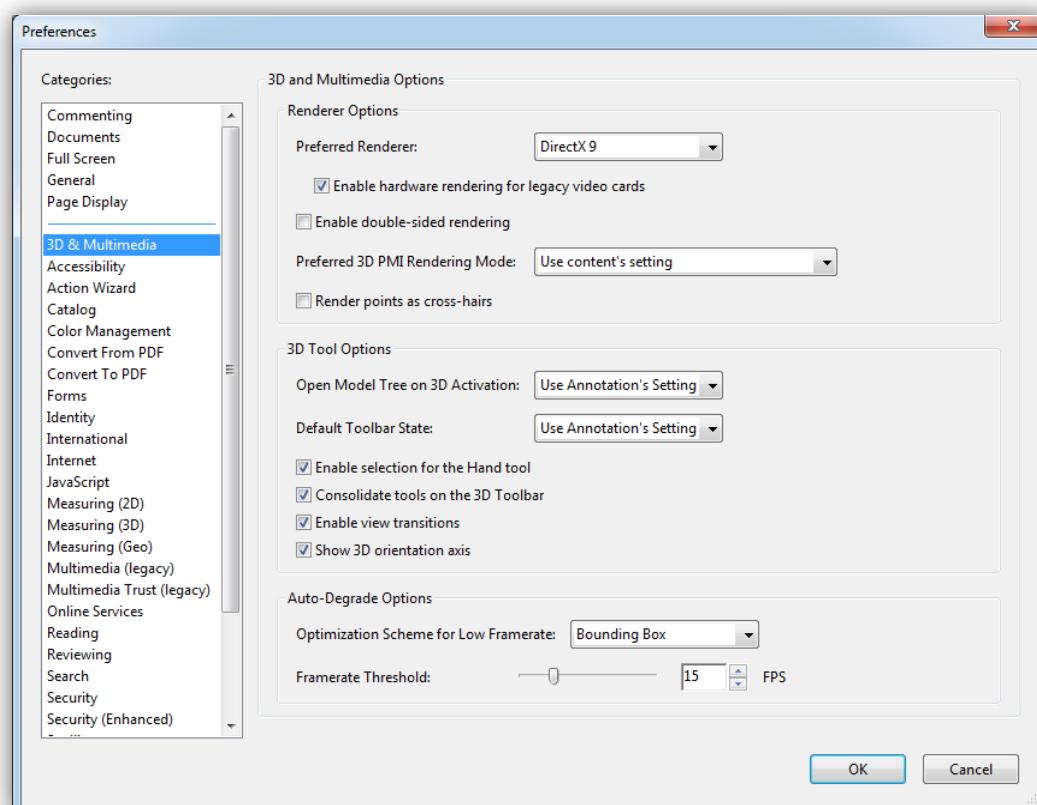 Preferences
Categories:
Commenting
Documents
Full Screen
General
Page Display
3D & Multimedia
Accessibility
Action Wizard
Catalog
Color Management
Convert From PDF
Convert To PDF
Forms
Identity
International
Internet
JavaScript
Measuring (2D)
Measuring (3D)
Measuring (Geo)
Multimedia (legacy)
Multimedia Trust (legacy)
Online Services
Reading
Reviewing
Search
Security
Security (Enhanced)
3D and Multimedia Options
Renderer Options
Preferred Renderer: DirectX 9
Enable hardware rendering for legacy video cards
Enable double-sided rendering
Preferred 3D PMI Rendering Mode: Use content's setting
Render points as cross-hairs
3D Tool Options
Open Model Tree on 3D Activation: Use Annotation's Setting
Default Toolbar State: Use Annotation's Setting
Enable selection for the Hand tool
Consolidate tools on the 3D Toolbar
Enable view transitions
Show 3D orientation axis
Auto-Degrade Options
Optimization Scheme for Low Framerate: Bounding Box
Framerate Threshold: 15 FPS
OK Cancel